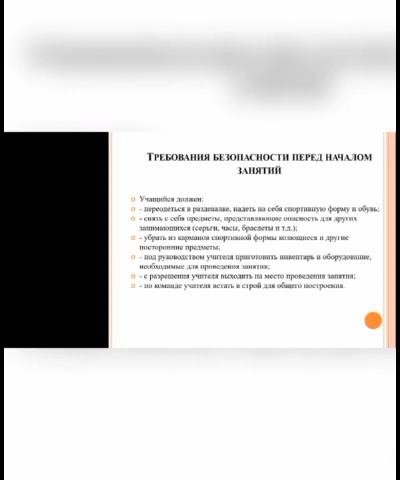 Требования безопасности перед началом
занятий
Учащийся должен:
- переодеться в раздевалке, надеть на себя спортивную форму и обувь;
- снять с себя предметы, представляющие опасность для других
занимающихся (серьги, часы, браслеты и т.д.);
- убрать из карманов спортивной формы колющиеся и другие
посторонние предметы;
- под руководством учителя приготовить инвентарь и оборудование,
необходимые для проведения занятия;
- с разрешения учителя выходить на место проведения занятия;
- по команде учителя встать в строй для общего построения.